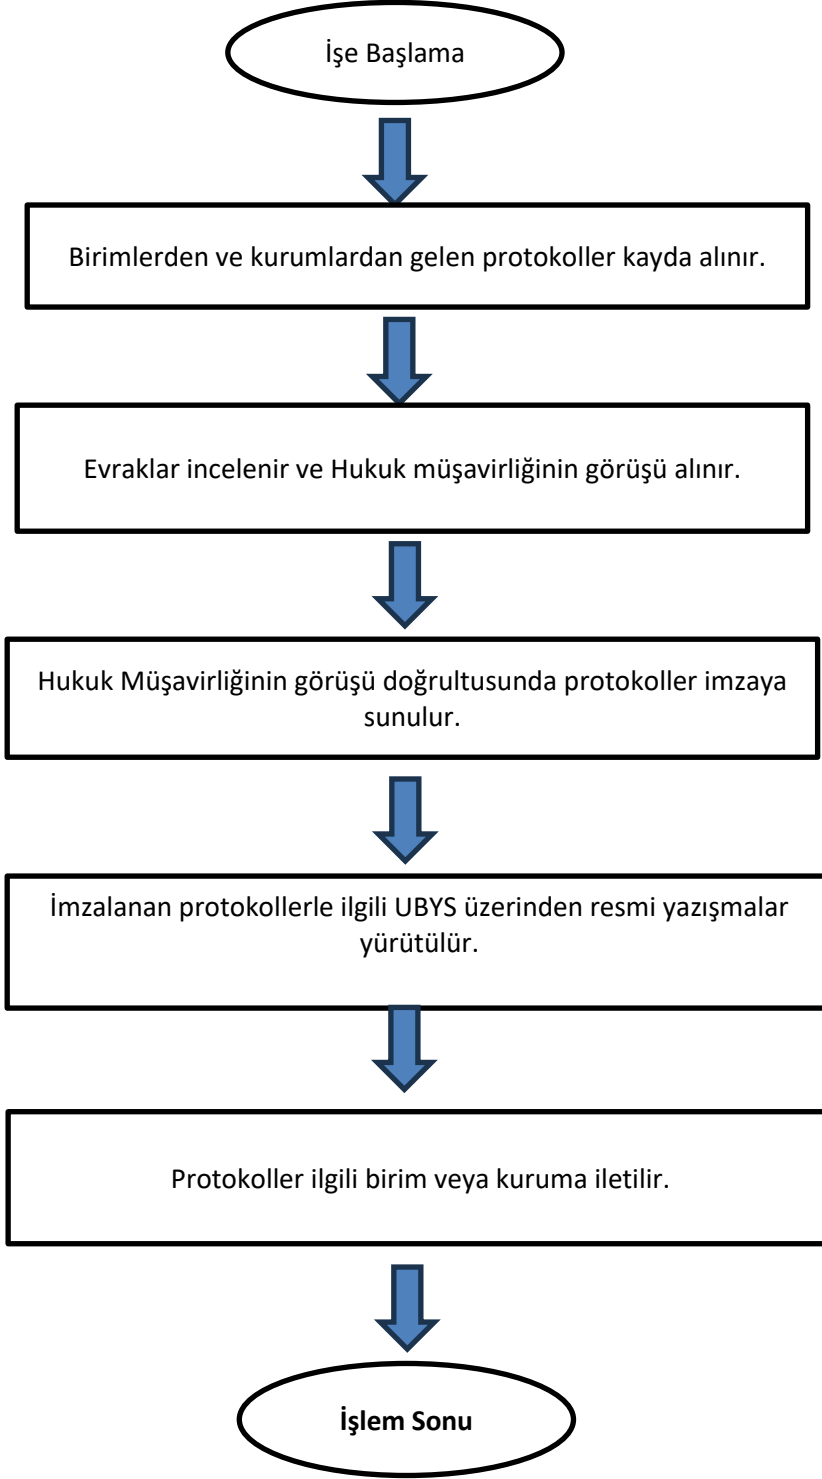 İşe Başlama
Birimlerden ve kurumlardan gelen protokoller kayda alınır.
Evraklar incelenir ve Hukuk müşavirliğinin görüşü alınır.
Hukuk Müşavirliğinin görüşü doğrultusunda protokoller imzaya
sunulur.
İmzalanan protokollerle ilgili UBYS üzerinden resmi yazışmalar
yürütülür.
Protokoller ilgili birim veya kuruma iletilir.
İşlem Sonu